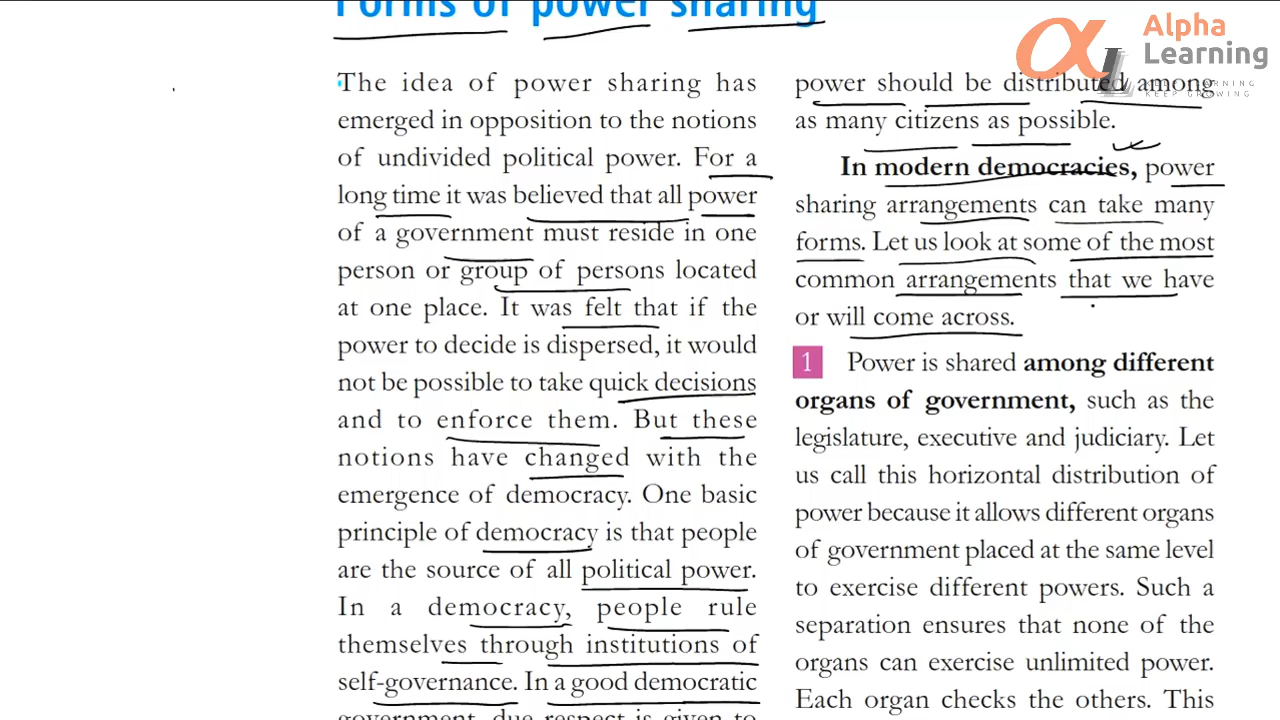 Forms of power sharing
The idea of power sharing has
emerged in opposition to the notions
of undivided political power. For a
long time it was believed that all power
of a government must reside in one
person or group of persons located
at one place. It was felt that if the
power to decide is dispersed, it would
not be possible to take quick decisions
and to enforce them. But these
notions have changed with the
emergence of democracy. One basic
principle of democracy is that people
are the source of all political power.
In a democracy, people rule
themselves through institutions of
self-governance. In a good democratic
government, due respect is given to
power should be distributed among
as many citizens as possible.
In modern democracies, power
sharing arrangements can take many
forms. Let us look at some of the most
common arrangements that we have
or will come across.
1 Power is shared among different
organs of government, such as the
legislature, executive and judiciary. Let
us call this horizontal distribution of
power because it allows different organs
of government placed at the same level
to exercise different powers. Such a
separation ensures that none of the
organs can exercise unlimited power.
Each organ checks the others. This
Alpha
Learning
LEARNING
KEEP GROWING